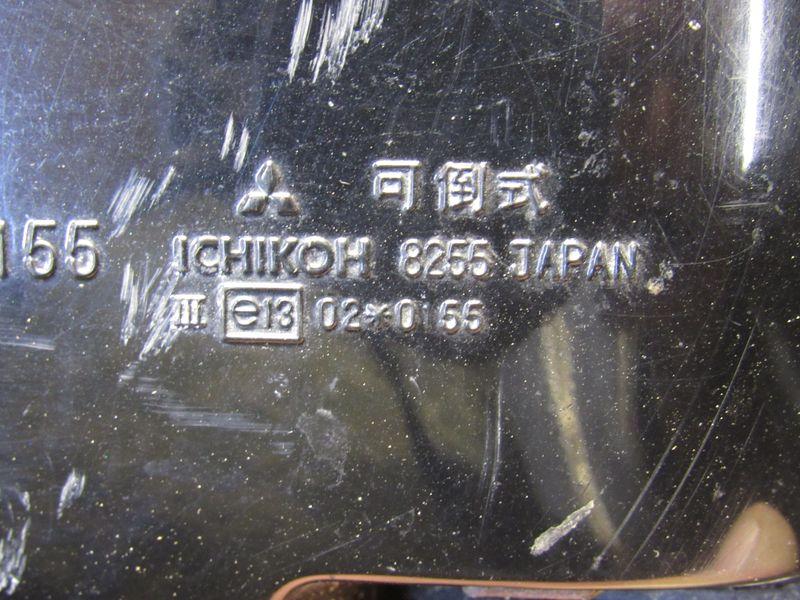 可倒式
155
ICHIKOH 8255 JAPAN
III e13 02*0155